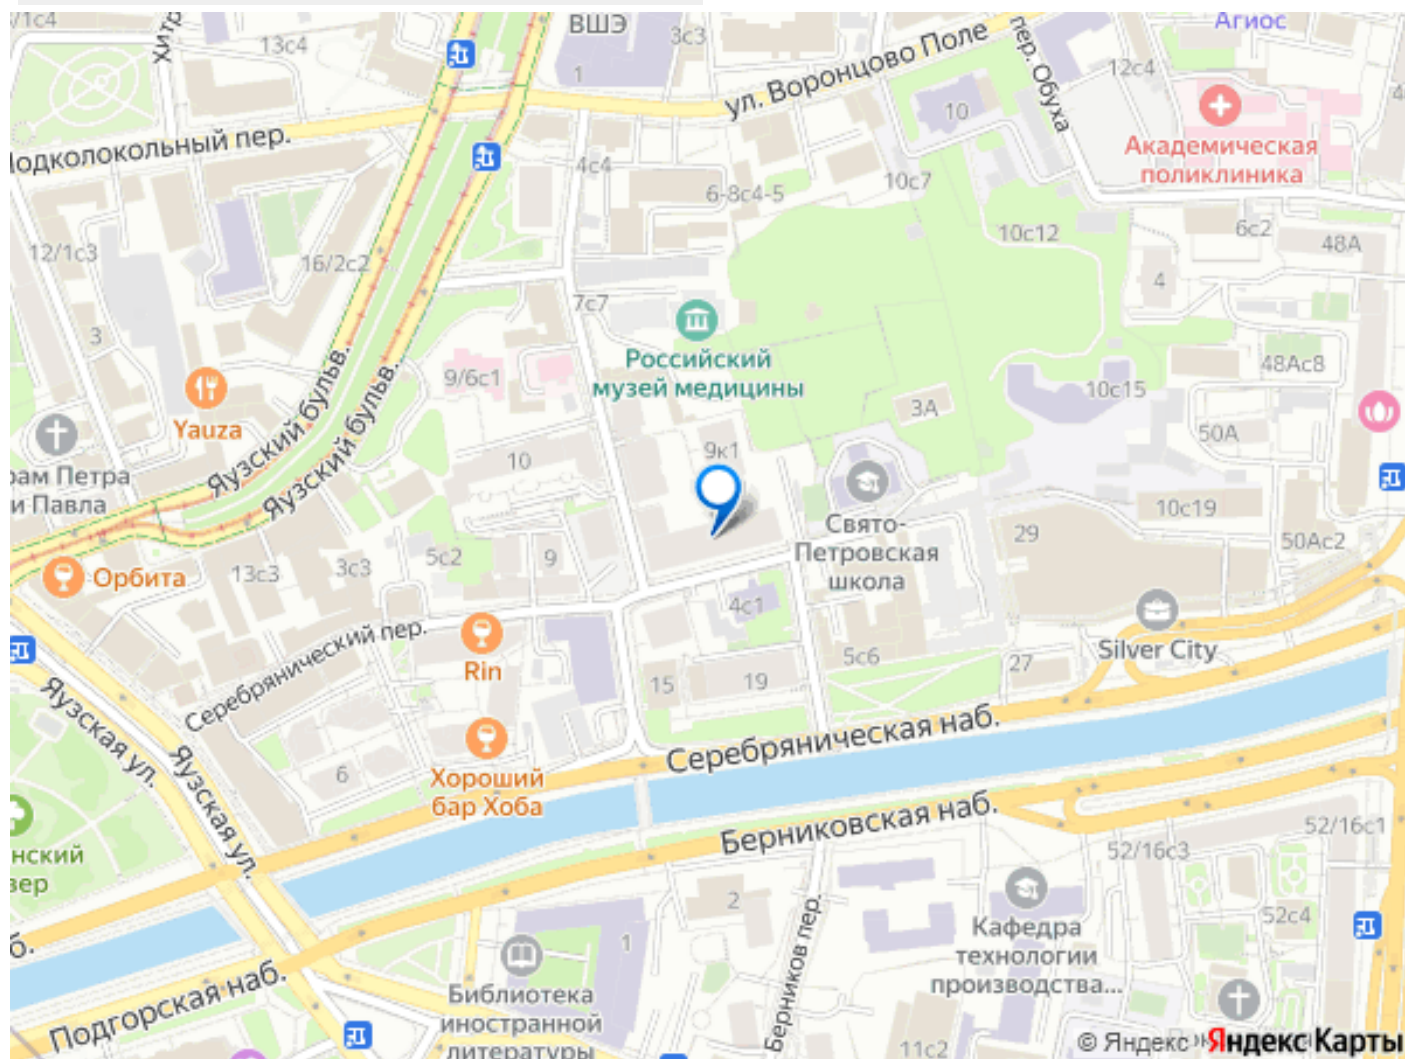 /1с4
Хитр
13с4
ВШЭ
3с3
1
ул. Воронцово Поле
пер. Обуха
Агиос
12с4
10
Академическая
поликлиника
Подколокольный пер.
4с4
6-8с4-5
10с7
10с12
6с2
48А
12/1с3
16/2с2
4
7с7
3
Российский
музей медицины
9/6с1
48Ас8
10с15
3А
Yauza
Яузский бульв.
Яузский бульв.
50А
рам Петра
и Павла
10
9к1
Свято-
Петровская
школа
10с19
29
50Ас2
Орбита
13с3
3с3
5с2
9
4с1
Серебрянический пер.
Rin
5с6
27
Silver City
15
19
Яузская ул.
Яузская ул.
6
Хороший
бар Хоба
Серебряническая наб.
Берниковская наб.
52/16с1
52/16с3
нский
вер
2
Берников пер.
Кафедра
технологии
производства...
52с4
б.
1
Подгорская наб.
Библиотека
иностранной
литературы
11с2
© Яндекс
Яндекс Карты